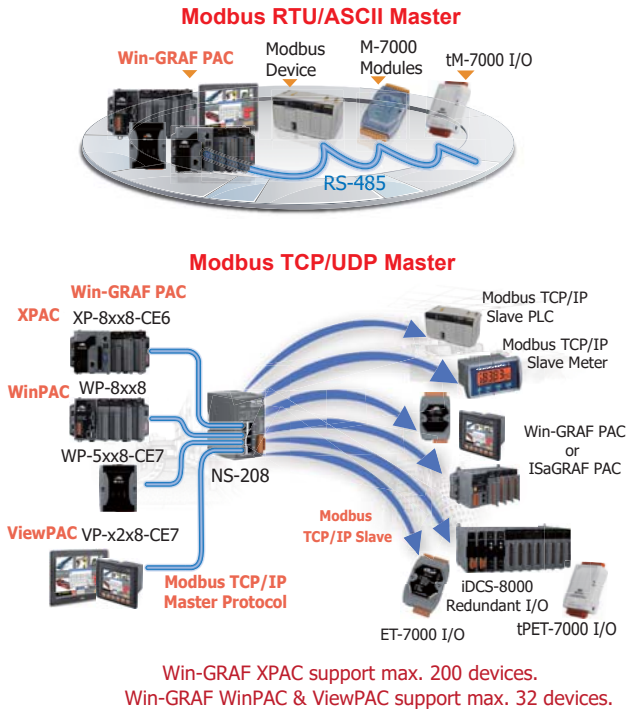 Modbus RTU/ASCII Master
Win-GRAF PAC
Modbus
Device
M-7000
Modules
tM-7000 I/O
RS-485
Modbus TCP/UDP Master
Win-GRAF PAC
XPAC XP-8xx8-CE6
WinPAC WP-8xx8
WP-5xx8-CE7
ViewPAC VP-x2x8-CE7
Modbus TCP/IP
Master Protocol
NS-208
Modbus
TCP/IP Slave
Modbus TCP/IP
Slave PLC
Modbus TCP/IP
Slave Meter
Win-GRAF PAC
or
ISaGRAF PAC
iDCS-8000
Redundant I/O
ET-7000 I/O
tPET-7000 I/O
Win-GRAF XPAC support max. 200 devices.
Win-GRAF WinPAC & ViewPAC support max. 32 devices.